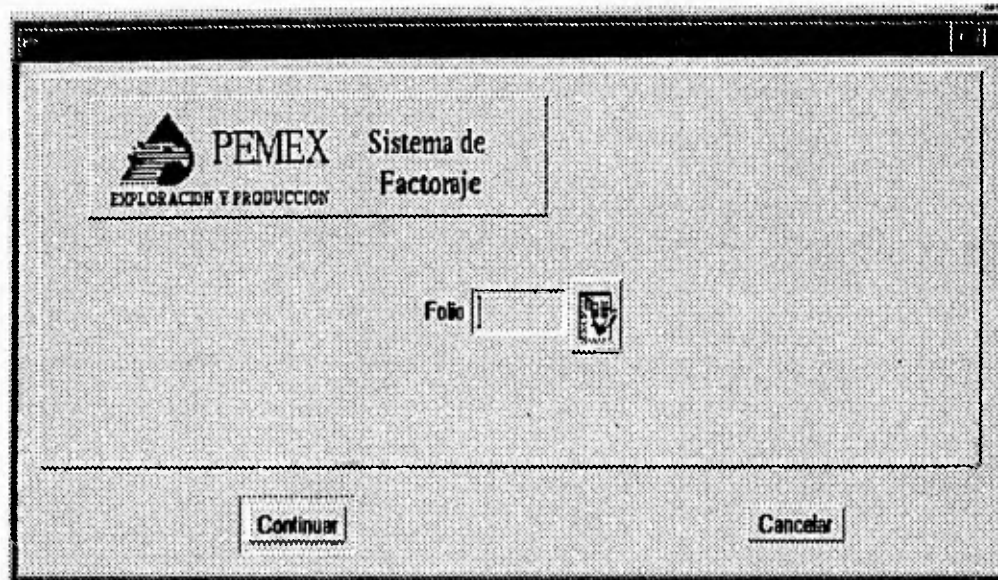 PEMEX
EXPLORACION Y PRODUCCION
Sistema de
Factoraje
Folio
Continuar
Cancelar